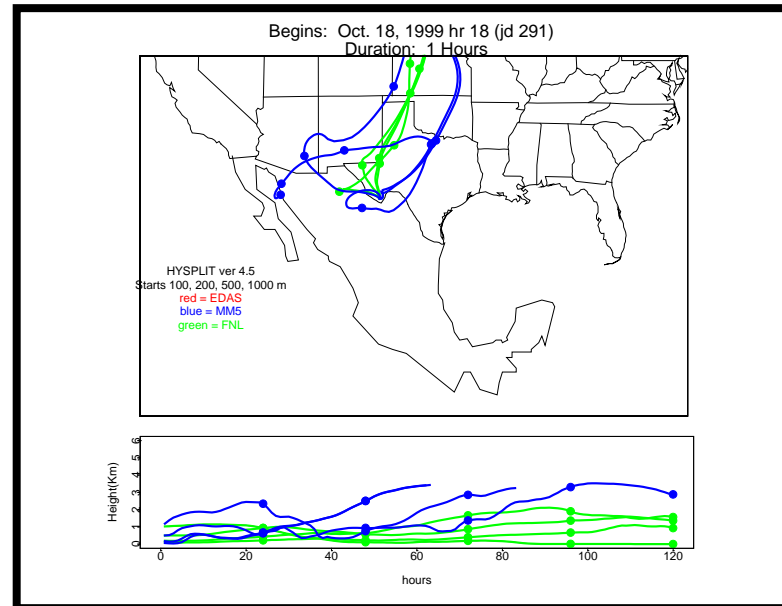 Begins:  Oct. 18, 1999 hr 18 (jd 291)
Duration:  1 Hours
HYSPLIT ver 4.5
Starts 100, 200, 500, 1000 m
red = EDAS
blue = MM5
green = FNL
Height(Km)
6
5
4
3
2
1
0
0 20 40 60 80 100 120
hours